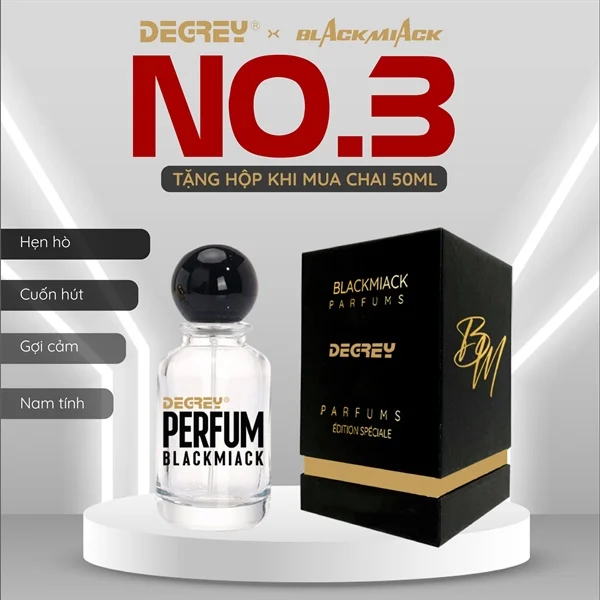 DEGREY® × BLACKMIACK
NO.3
TẶNG HỘP KHI MUA CHAI 50ML
Hẹn hò
Cuốn hút
Gợi cảm
Nam tính
DEGREY®
PERFUM
BLACKMIACK
BLACKMIACK
PARFUMS
DEGREY
PARFUMS
ÉDITION SPÉCIALE
BM